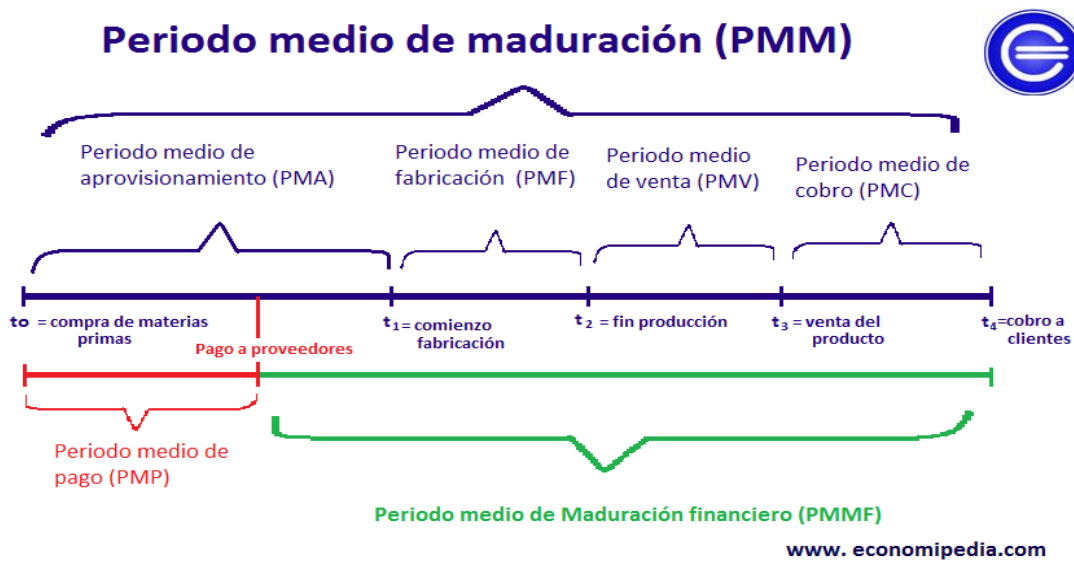 Periodo medio de maduración (PMM)
Periodo medio de
aprovisionamiento (PMA)
Periodo medio de
fabricación (PMF)
Periodo medio
de venta (PMV)
Periodo medio de
cobro (PMC)
to = compra de materias
primas
Pago a proveedores
t1= comienzo
fabricación
t2 = fin producción
t3 = venta del
producto
t4=cobro a
clientes
Periodo medio de
pago (PMP)
Periodo medio de Maduración financiero (PMMF)
www. economipedia.com